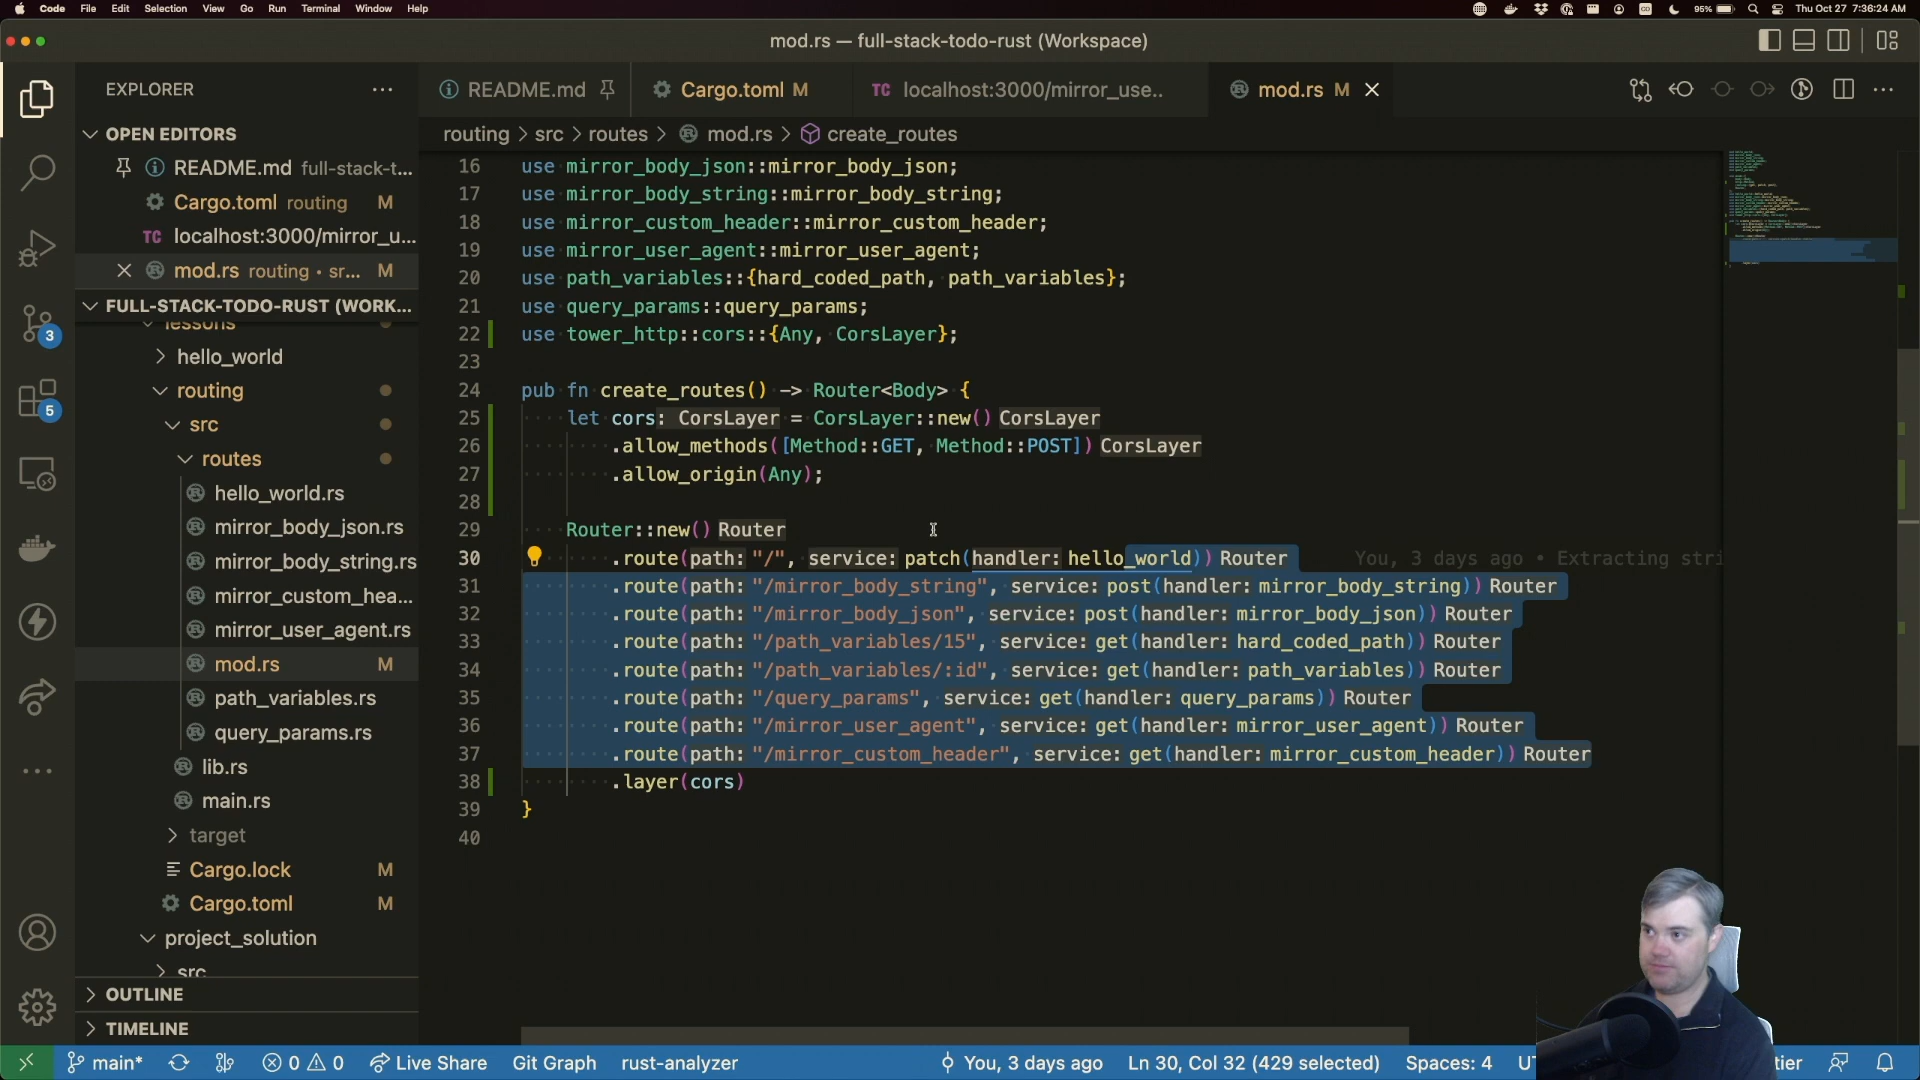 Code File Edit Selection View Go Run Terminal Window Help
95% Thu Oct 27 7:36:24 AM
mod.rs — full-stack-todo-rust (Workspace)
EXPLORER
README.md
Cargo.toml M
TC localhost:3000/mirror_use..
mod.rs M
routing > src > routes > mod.rs > create_routes
OPEN EDITORS
README.md full-stack-t...
Cargo.toml routing M
TC localhost:3000/mirror_u...
mod.rs routing • sr... M
FULL-STACK-TODO-RUST (WORK...
lessons
hello_world
routing
src
routes
hello_world.rs
mirror_body_json.rs
mirror_body_string.rs
mirror_custom_hea...
mirror_user_agent.rs
mod.rs M
path_variables.rs
query_params.rs
lib.rs
main.rs
target
Cargo.lock M
Cargo.toml M
project_solution
src
OUTLINE
TIMELINE
3
5
16 use mirror_body_json::mirror_body_json;
17 use mirror_body_string::mirror_body_string;
18 use mirror_custom_header::mirror_custom_header;
19 use mirror_user_agent::mirror_user_agent;
20 use path_variables::{hard_coded_path, path_variables};
21 use query_params::query_params;
22 use tower_http::cors::{Any, CorsLayer};
23
24 pub fn create_routes() -> Router<Body> {
25 let cors: CorsLayer = CorsLayer::new() CorsLayer
26 .allow_methods([Method::GET, Method::POST]) CorsLayer
27 .allow_origin(Any);
28
29 Router::new() Router
30 .route(path: "/", service: patch(handler: hello_world)) Router You, 3 days ago • Extracting stri
31 .route(path: "/mirror_body_string", service: post(handler: mirror_body_string)) Router
32 .route(path: "/mirror_body_json", service: post(handler: mirror_body_json)) Router
33 .route(path: "/path_variables/15", service: get(handler: hard_coded_path)) Router
34 .route(path: "/path_variables/:id", service: get(handler: path_variables)) Router
35 .route(path: "/query_params", service: get(handler: query_params)) Router
36 .route(path: "/mirror_user_agent", service: get(handler: mirror_user_agent)) Router
37 .route(path: "/mirror_custom_header", service: get(handler: mirror_custom_header)) Router
38 .layer(cors)
39 }
40
main* 0 0 Live Share Git Graph rust-analyzer You, 3 days ago Ln 30, Col 32 (429 selected) Spaces: 4 tier